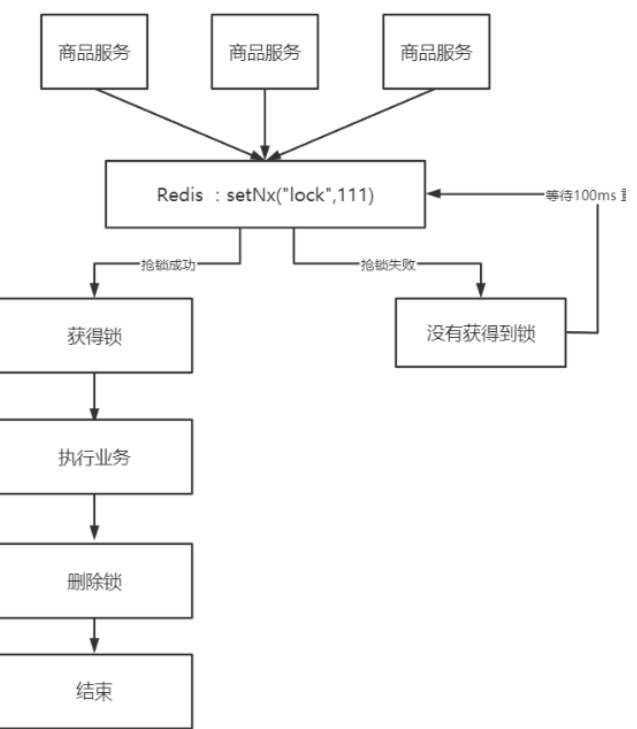 商品服务
商品服务
商品服务
Redis ：setNx("lock",111)
等待100ms
抢锁成功
抢锁失败
获得锁
没有获得到锁
执行业务
删除锁
结束